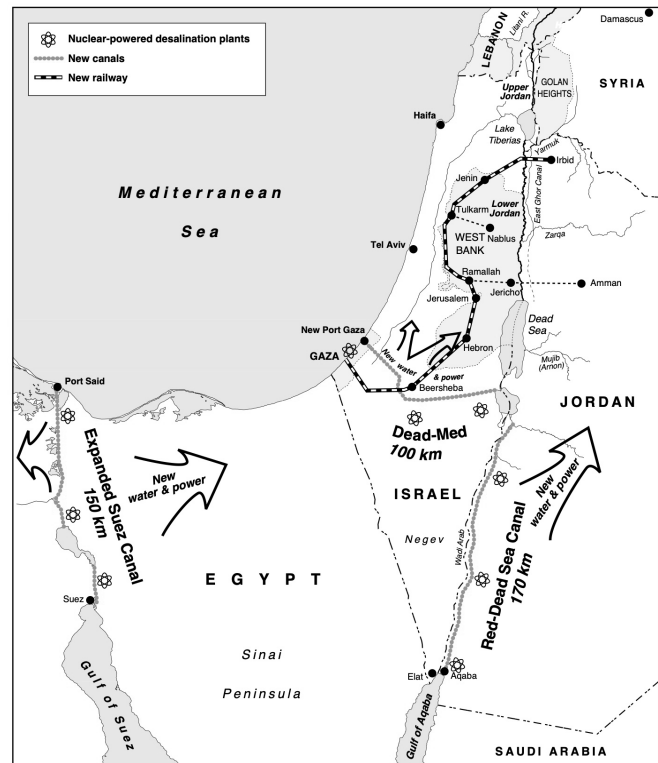 Nuclear-powered desalination plants
New canals
New railway
Damascus
LEBANON
Litani R.
SYRIA
GOLAN
HEIGHTS
Upper
Jordan
Haifa
Lake
Tiberias
Yarmuk
Irbid
Jenin
East Ghor Canal
Mediterranean
Sea
Tulkarm
Lower
Jordan
WEST
BANK
Nablus
Zarqa
Tel Aviv
Ramallah
Jericho
Amman
Jerusalem
Dead
Sea
New Port Gaza
GAZA
Hebron
New water
& power
Mujib
(Arnon)
Port Said
Beersheba
JORDAN
Dead-Med
100 km
Expanded Suez Canal
150 km
New
water & power
ISRAEL
New
water & power
Negev
Wadi Arab
Red-Dead Sea Canal
170 km
EGYPT
Suez
Sinai
Peninsula
Elat
Aqaba
Gulf of Suez
Gulf of Aqaba
SAUDI ARABIA